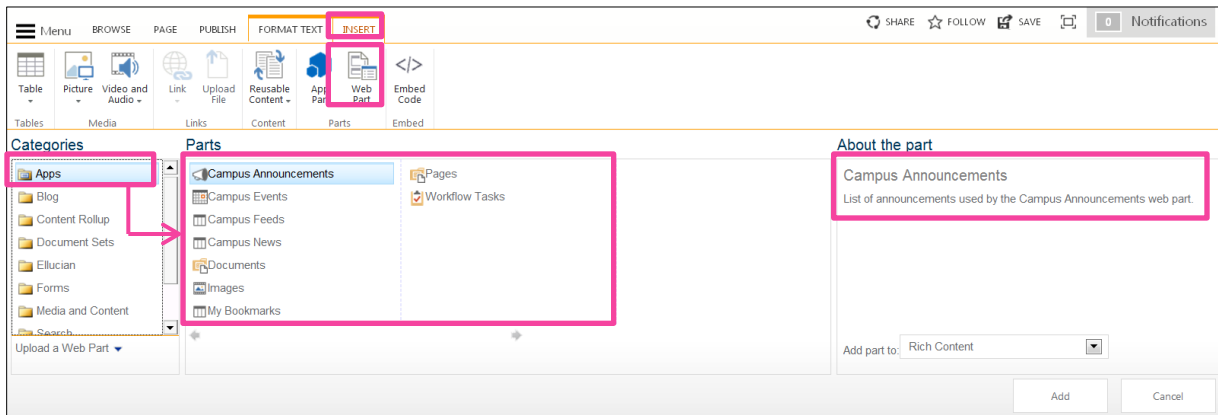 Menu BROWSE PAGE PUBLISH FORMAT TEXT INSERT SHARE FOLLOW SAVE 0 Notifications
Table Picture Video and Audio Link Upload File Reusable Content App Part Web Part Embed Code
Tables Media Links Content Parts Embed
Categories Parts About the part
Apps
Blog
Content Rollup
Document Sets
Ellucian
Forms
Media and Content
Search
Upload a Web Part
Campus Announcements
Campus Events
Campus Feeds
Campus News
Documents
Images
My Bookmarks
Pages
Workflow Tasks
Campus Announcements
List of announcements used by the Campus Announcements web part.
Add part to: Rich Content
Add Cancel